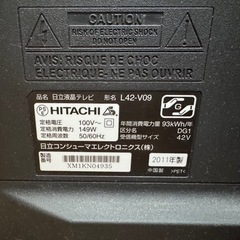 CAUTION
RISK OF ELECTRIC SHOCK
DO NOT OPEN
AVIS: RISQUE DE CHOC
ELECTRIQUE-NE PAS OUVRIR
品名 日立液晶テレビ 形名 L42-V09
HITACHI
定格電圧 100V~
定格消費電力 149W
定格周波数 50/60Hz
年間消費電力量 93kWh/年
区分名 DG1
受信機型サイズ 42V
日立コンシューマエレクトロニクス(株)
XM1KN04935
2011年製
中国製